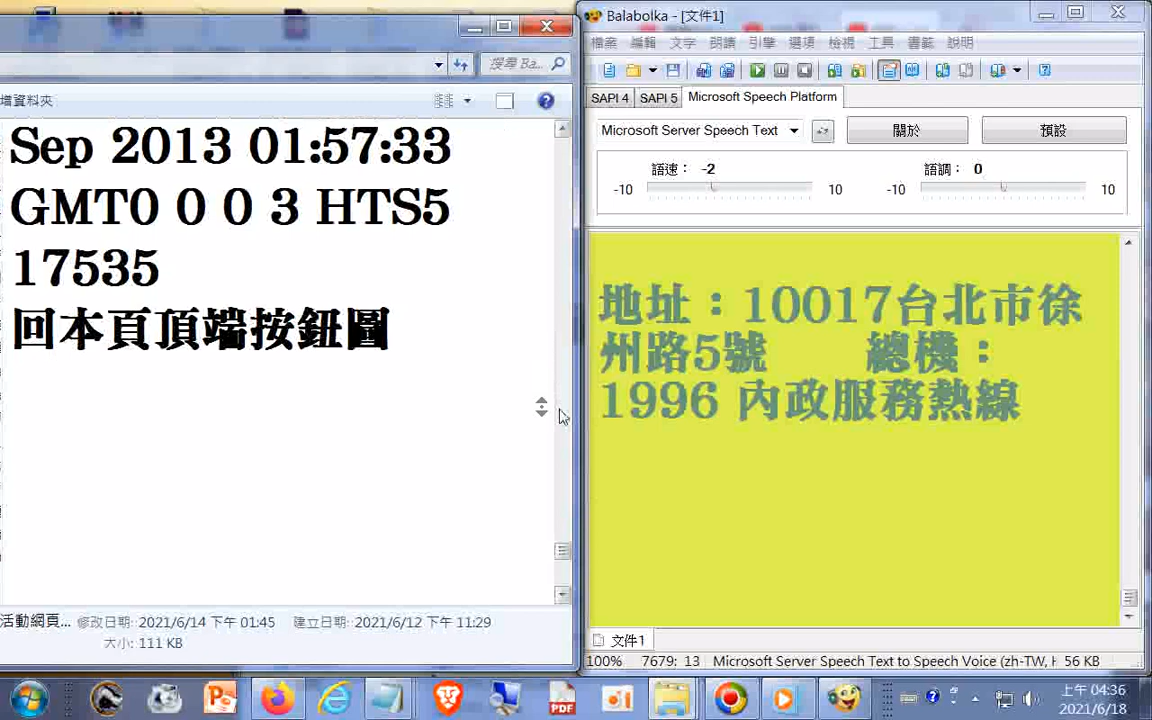 搜尋 Ba...
增資料夾
Sep 2013 01:57:33
GMT0 0 0 3 HTS5
17535
回本頁頂端按鈕圖
活動網頁... 修改日期: 2021/6/14 下午 01:45 建立日期: 2021/6/12 下午 11:29
大小: 111 KB
Balabolka - [文件1]
檔案 編輯 文字 朗讀 引擎 選項 檢視 工具 書籤 說明
SAPI 4 SAPI 5 Microsoft Speech Platform
Microsoft Server Speech Text 關於 預設
語速： -2 語調： 0
-10 10 -10 10
地址：10017台北市徐
州路5號 總機：
1996 內政服務熱線
文件1
100% 7679: 13 Microsoft Server Speech Text to Speech Voice (zh-TW, H 56 KB
上午 04:36
2021/6/18